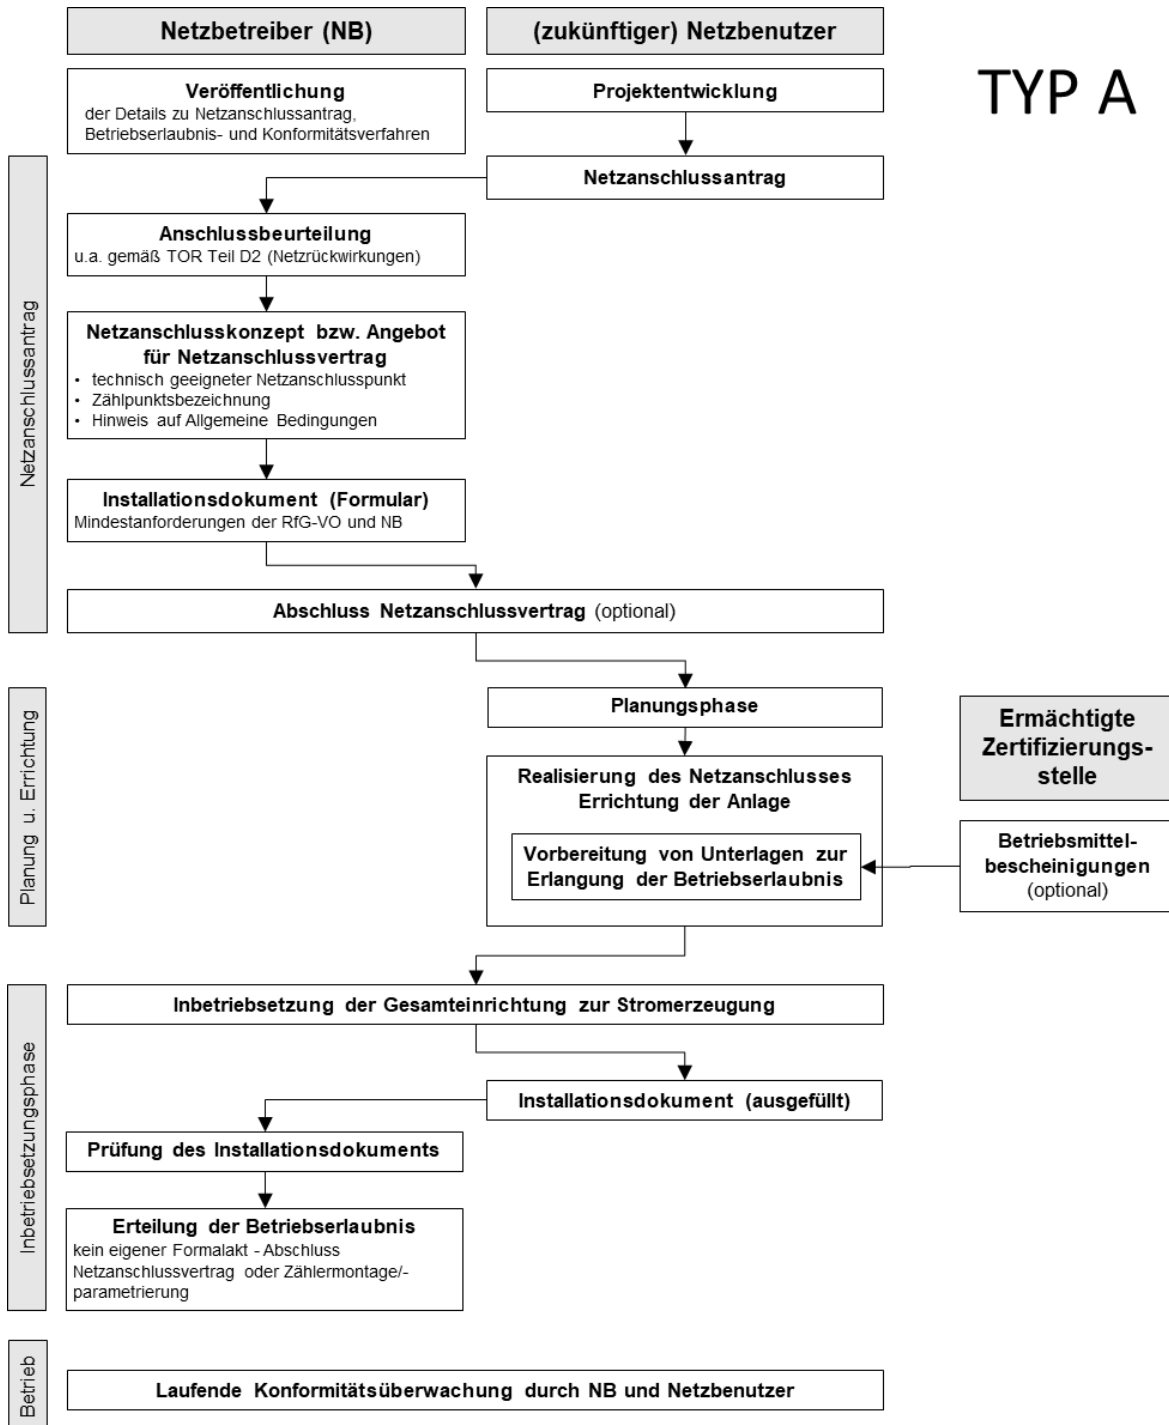 Netzbetreiber (NB)
(zukünftiger) Netzbenutzer
TYP A
Veröffentlichung
der Details zu Netzanschlussantrag,
Betriebserlaubnis- und Konformitätsverfahren
Projektentwicklung
Netzanschlussantrag
Netzanschlussantrag
Anschlussbeurteilung
u.a. gemäß TOR Teil D2 (Netzrückwirkungen)
Netzanschlusskonzept bzw. Angebot
für Netzanschlussvertrag
• technisch geeigneter Netzanschlusspunkt
• Zählpunktsbezeichnung
• Hinweis auf Allgemeine Bedingungen
Installationsdokument (Formular)
Mindestanforderungen der RfG-VO und NB
Abschluss Netzanschlussvertrag (optional)
Planung u. Errichtung
Planungsphase
Realisierung des Netzanschlusses
Errichtung der Anlage
Vorbereitung von Unterlagen zur
Erlangung der Betriebserlaubnis
Ermächtigte
Zertifizierungs-
stelle
Betriebsmittel-
bescheinigungen
(optional)
Inbetriebsetzungsphase
Inbetriebsetzung der Gesamteinrichtung zur Stromerzeugung
Installationsdokument (ausgefüllt)
Prüfung des Installationsdokuments
Erteilung der Betriebserlaubnis
kein eigener Formalakt - Abschluss
Netzanschlussvertrag oder Zählermontage/-
parametrierung
Betrieb
Laufende Konformitätsüberwachung durch NB und Netzbenutzer